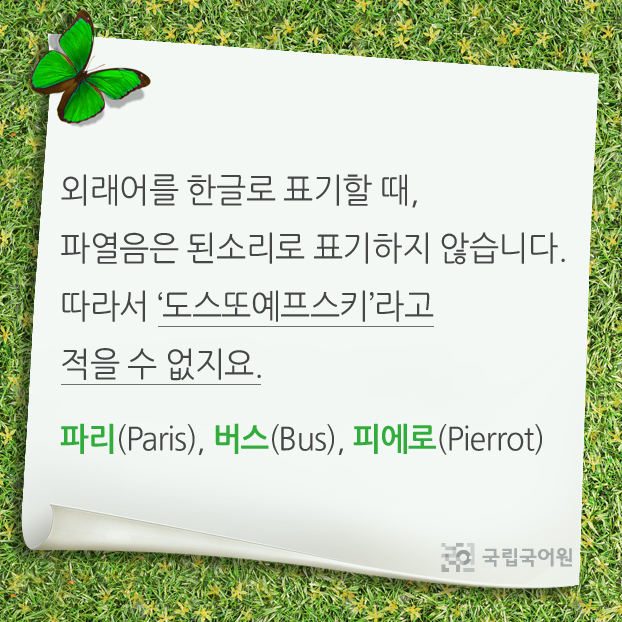 외래어를 한글로 표기할 때,
파열음은 된소리로 표기하지 않습니다.
따라서 ‘도스또예프스키’라고
적을 수 없지요.
파리(Paris), 버스(Bus), 피에로(Pierrot)
국립국어원